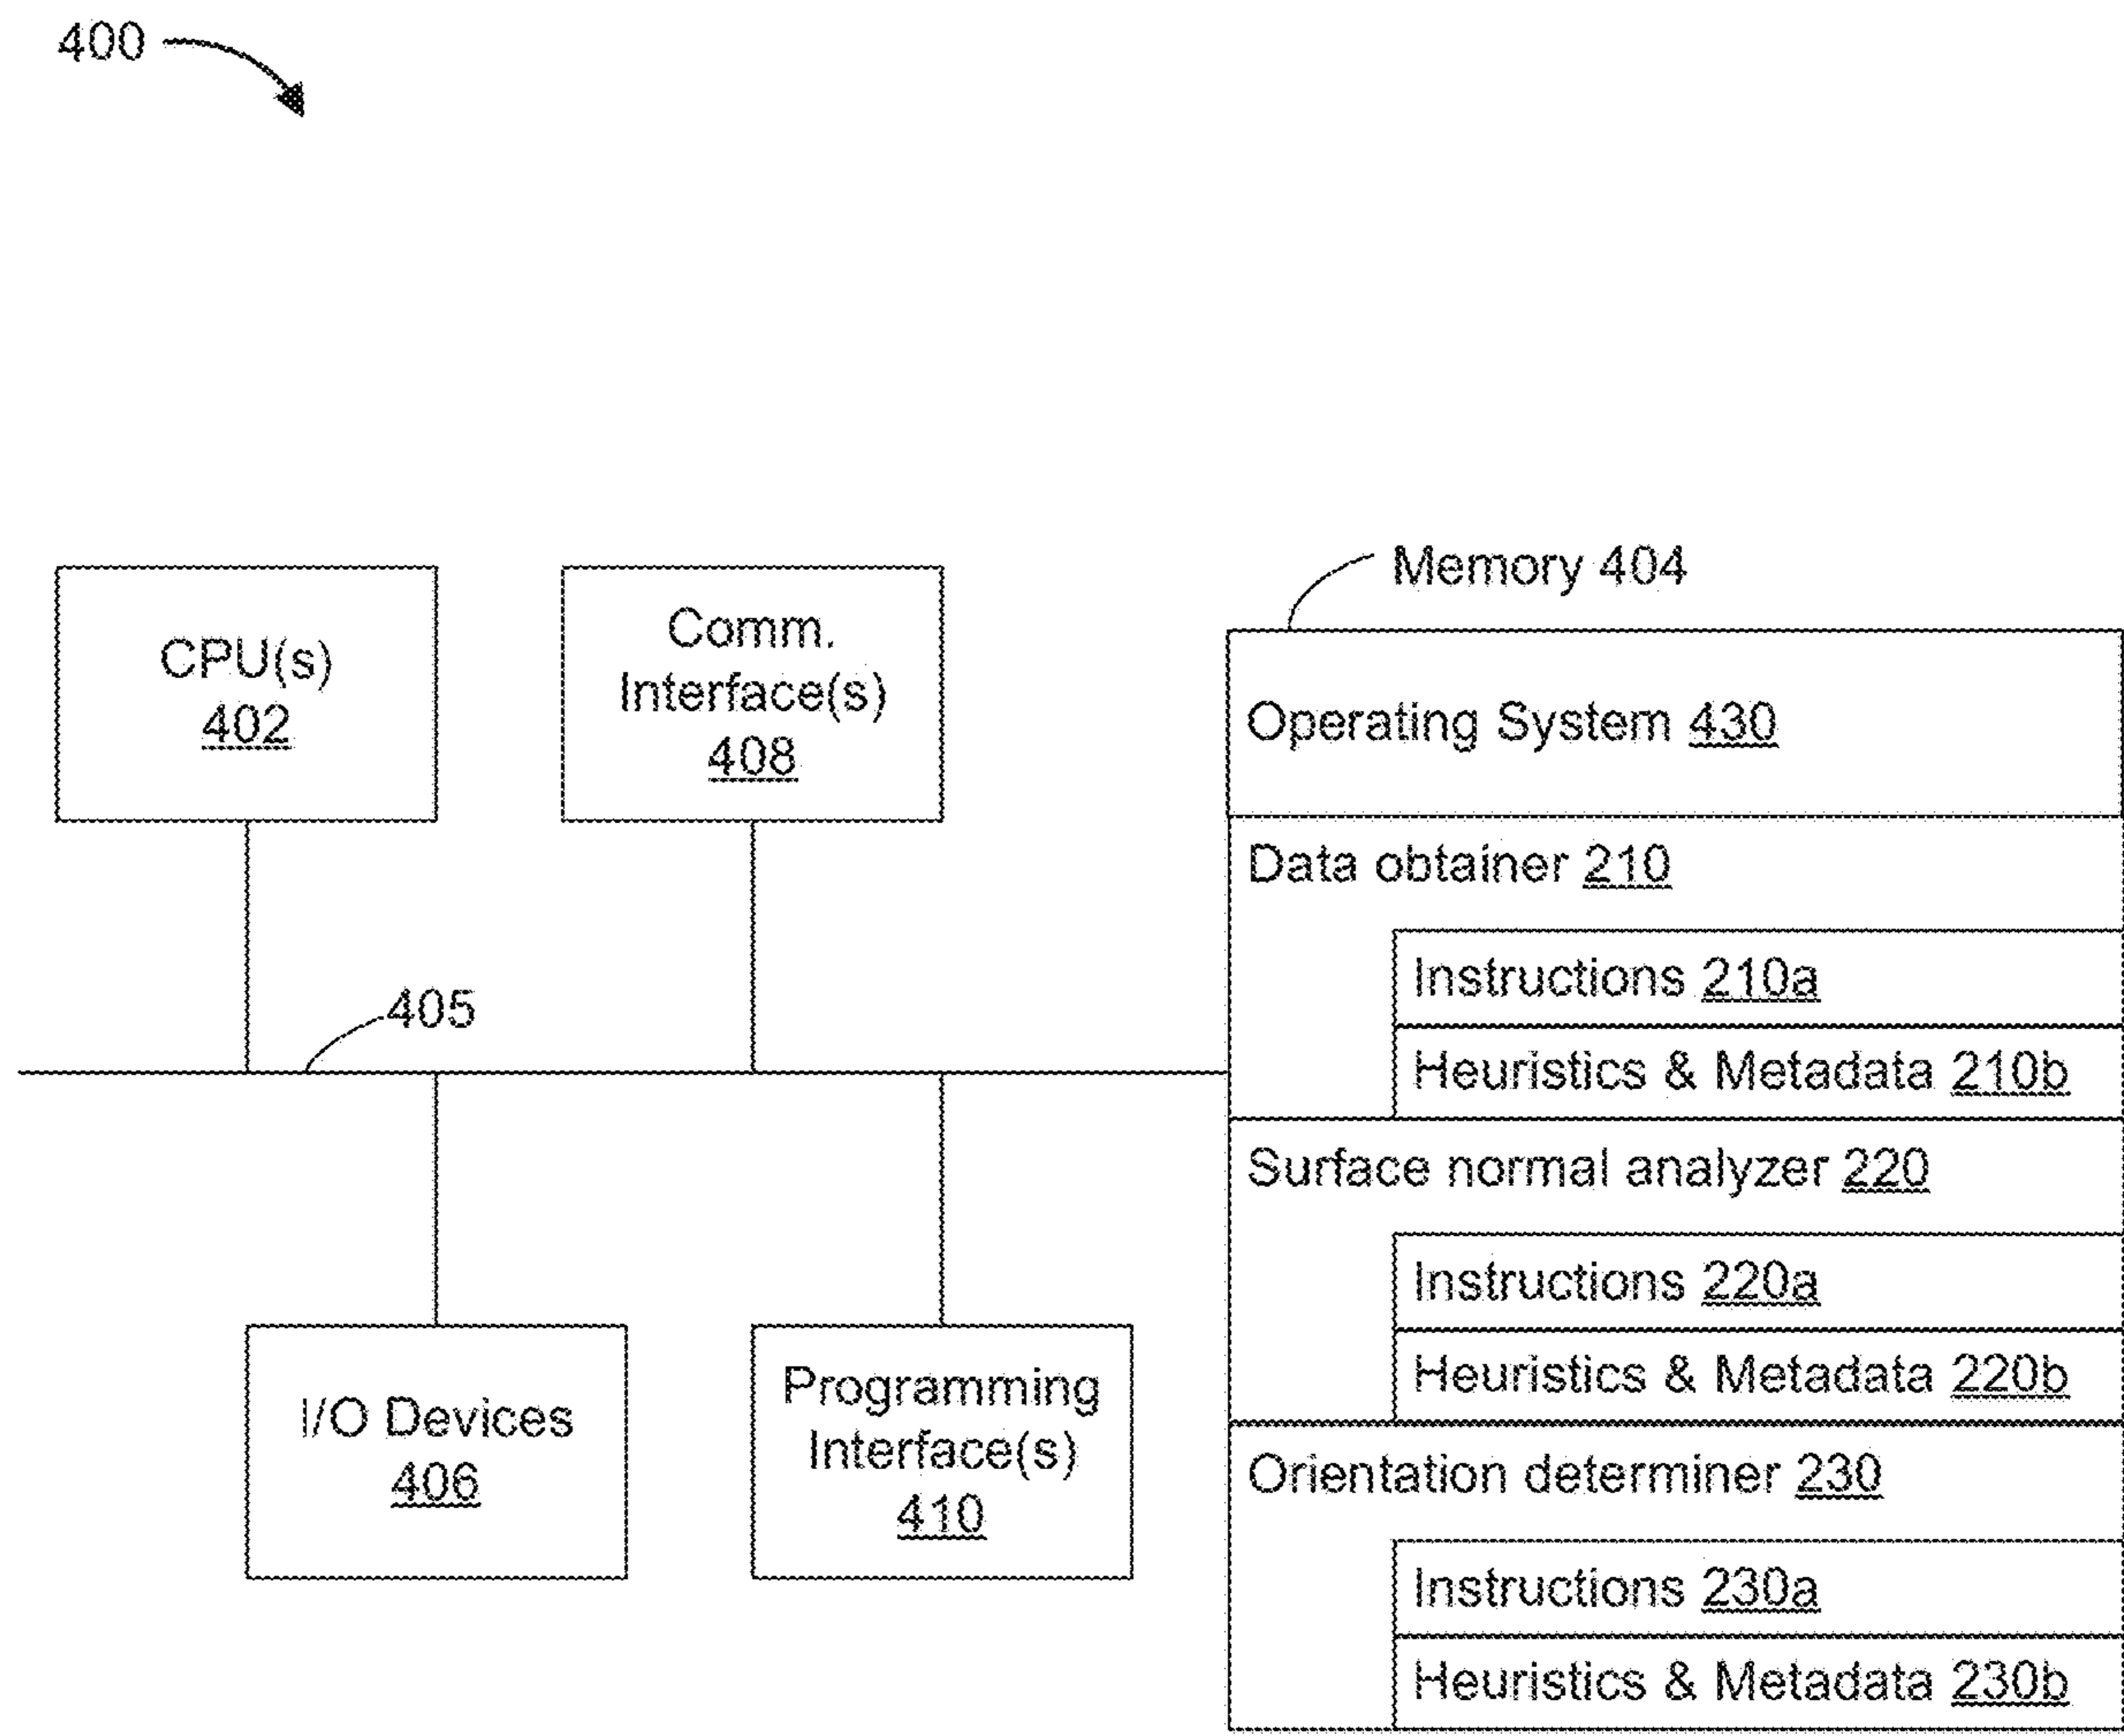 400
CPU(s)
402
Comm.
Interface(s)
408
405
I/O Devices
406
Programming
Interface(s)
410
Memory 404
Operating System 430
Data obtainer 210
Instructions 210a
Heuristics & Metadata 210b
Surface normal analyzer 220
Instructions 220a
Heuristics & Metadata 220b
Orientation determiner 230
Instructions 230a
Heuristics & Metadata 230b